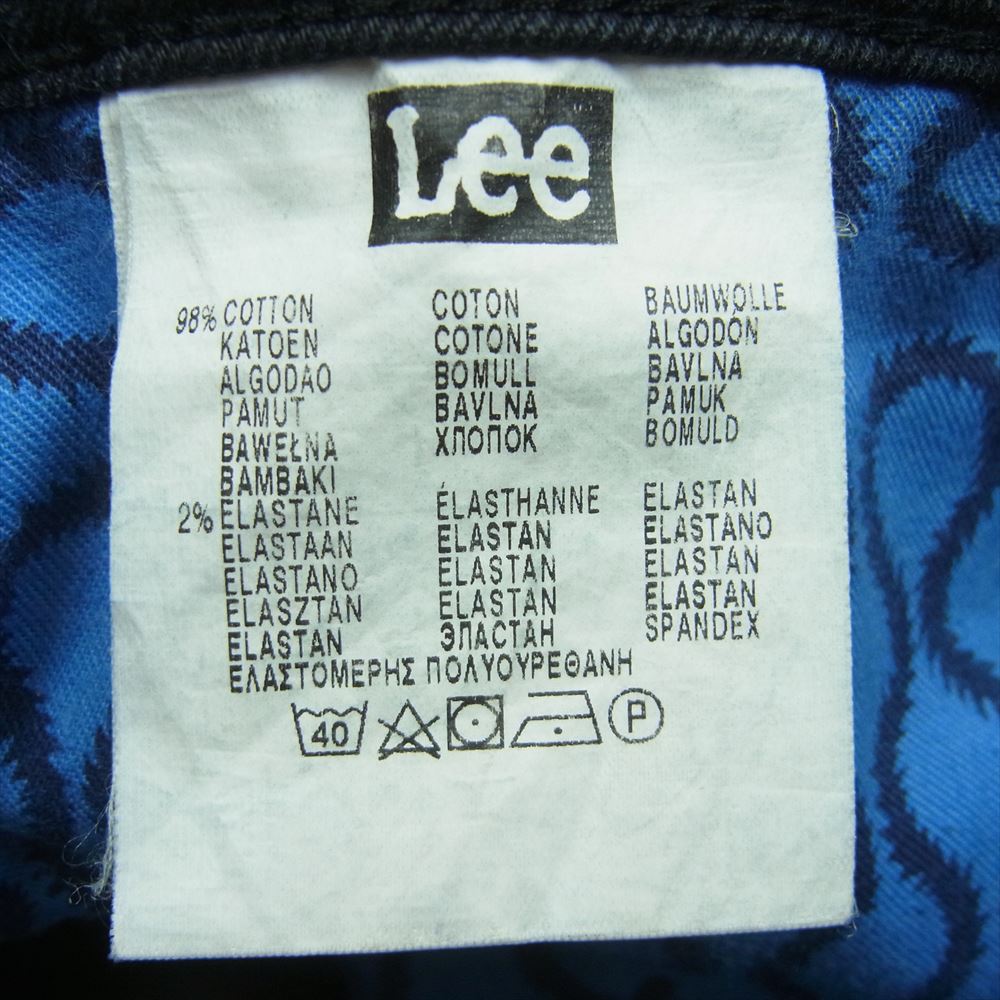 Lee
98% COTTON COTON BAUMWOLLE
KATOEN COTONE ALGODÓN
ALGODAO BOMULL BAVLNA
PAMUT BAVLNA PAMUK
BAWEŁNA ХЛОПОК BOMULD
BAMBAKI
2% ELASTANE ÉLASTHANNE ELASTAN
ELASTAAN ELASTAN ELASTANO
ELASTANO ELASTAN ELASTAN
ELASZTÁN ELASTAN ELASTAN
ELASTAN ЭЛАСТАН SPANDEX
ΕΛΑΣΤΟΜΕΡΗΣ ΠΟΛΥΟΥΡΕΘΑΝΗ
40 P